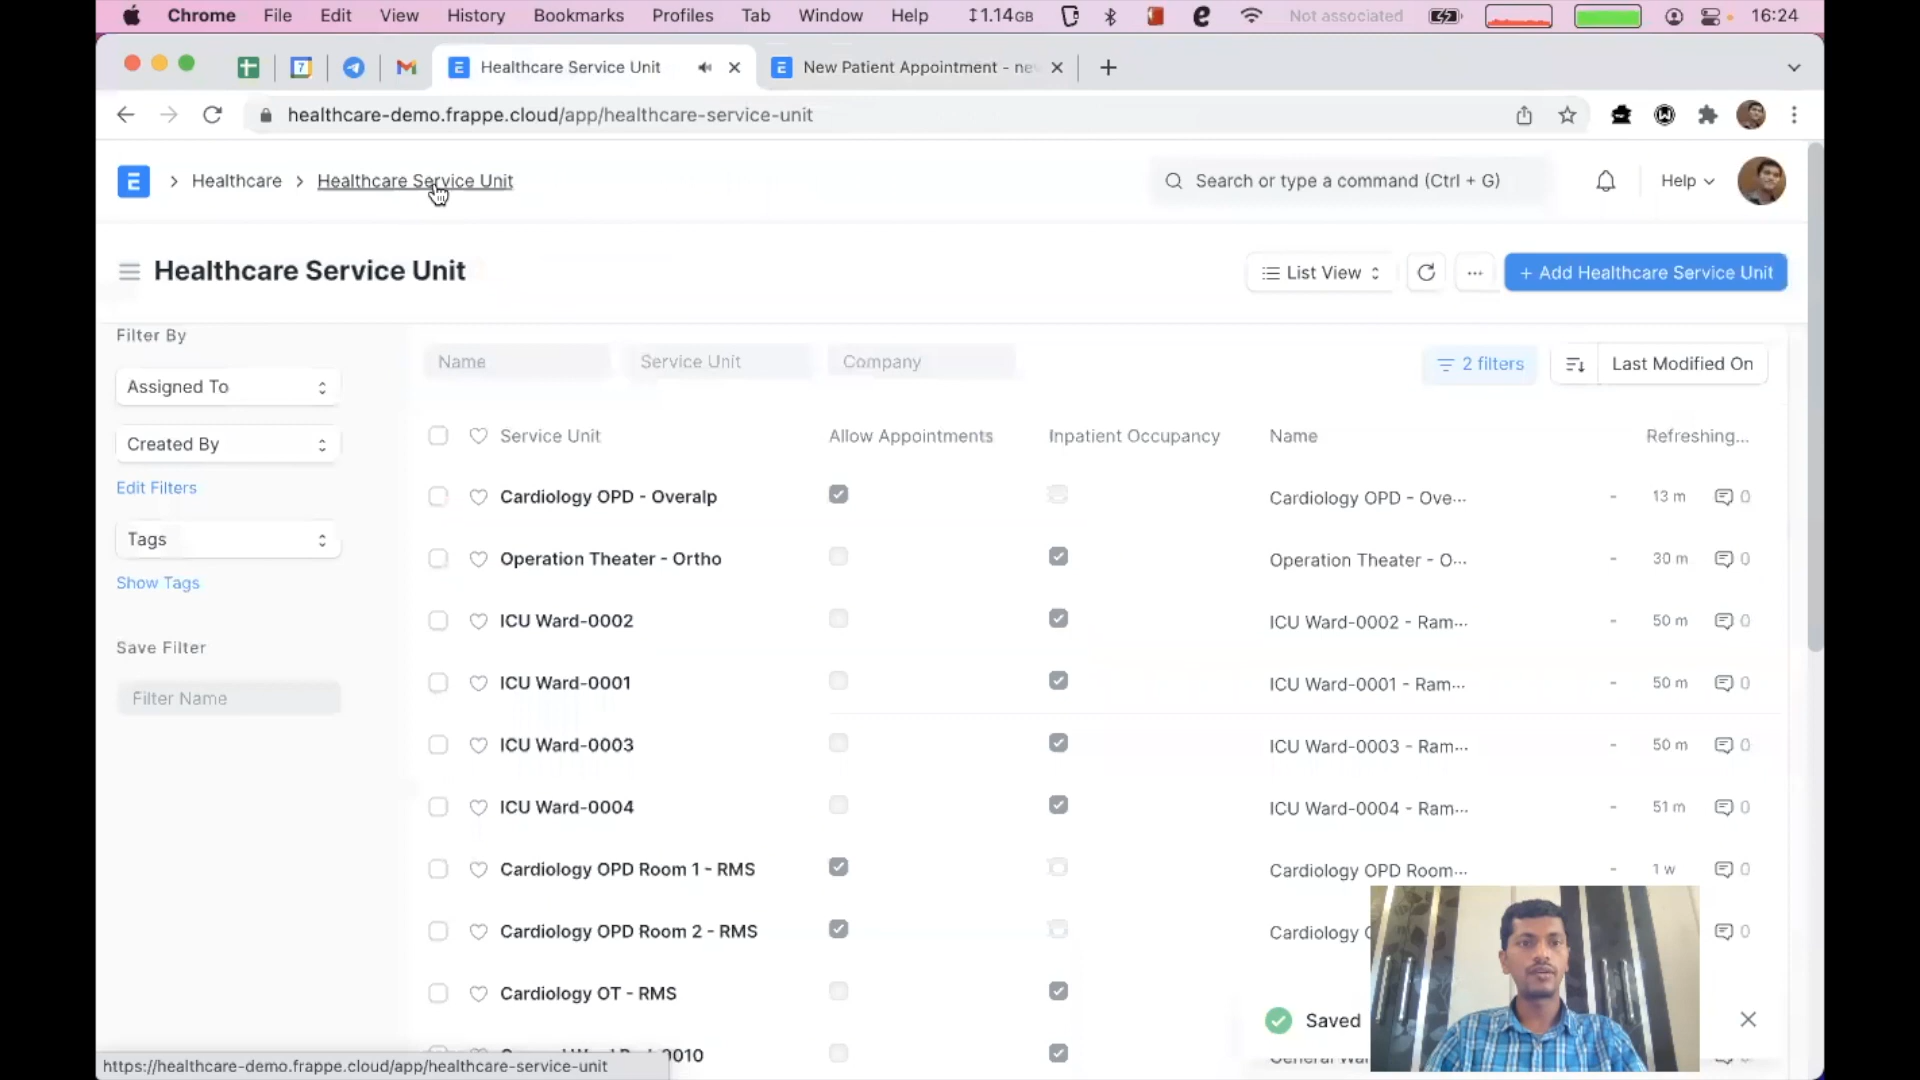 Chrome File Edit View History Bookmarks Profiles Tab Window Help 1.14GB Not associated 16:24
7 Healthcare Service Unit New Patient Appointment - nev
healthcare-demo.frappe.cloud/app/healthcare-service-unit
E Healthcare Healthcare Service Unit Search or type a command (Ctrl + G) Help
Healthcare Service Unit List View ... + Add Healthcare Service Unit
Filter By
Name Service Unit Company 2 filters Last Modified On
Assigned To
Created By
Edit Filters
Tags
Show Tags
Save Filter
Filter Name
Service Unit Allow Appointments Inpatient Occupancy Name Refreshing...
Cardiology OPD - Overalp Cardiology OPD - Ove... - 13 m 0
Operation Theater - Ortho Operation Theater - O... - 30 m 0
ICU Ward-0002 ICU Ward-0002 - Ram... - 50 m 0
ICU Ward-0001 ICU Ward-0001 - Ram... - 50 m 0
ICU Ward-0003 ICU Ward-0003 - Ram... - 50 m 0
ICU Ward-0004 ICU Ward-0004 - Ram... - 51 m 0
Cardiology OPD Room 1 - RMS Cardiology OPD Room... - 1 w 0
Cardiology OPD Room 2 - RMS Cardiology 0
Cardiology OT - RMS
Saved
0010
https://healthcare-demo.frappe.cloud/app/healthcare-service-unit